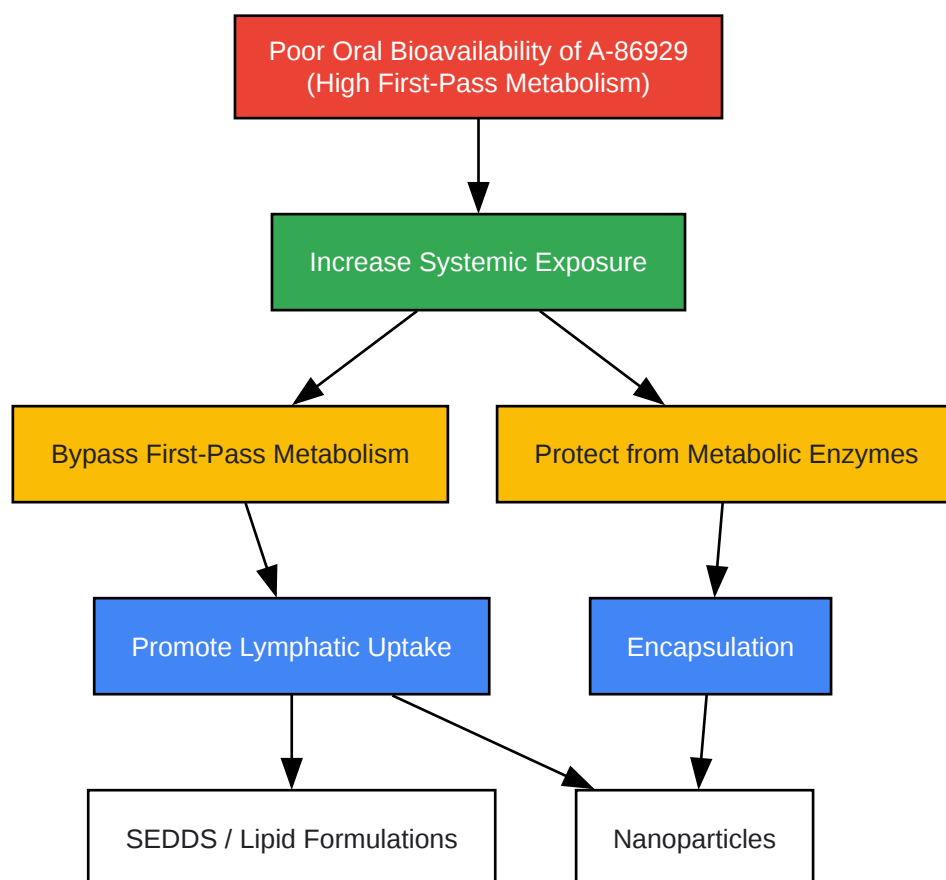 Poor Oral Bioavailability of A-86929
(High First-Pass Metabolism)
Increase Systemic Exposure
Bypass First-Pass Metabolism
Protect from Metabolic Enzymes
Promote Lymphatic Uptake
Encapsulation
SEDDS / Lipid Formulations
Nanoparticles